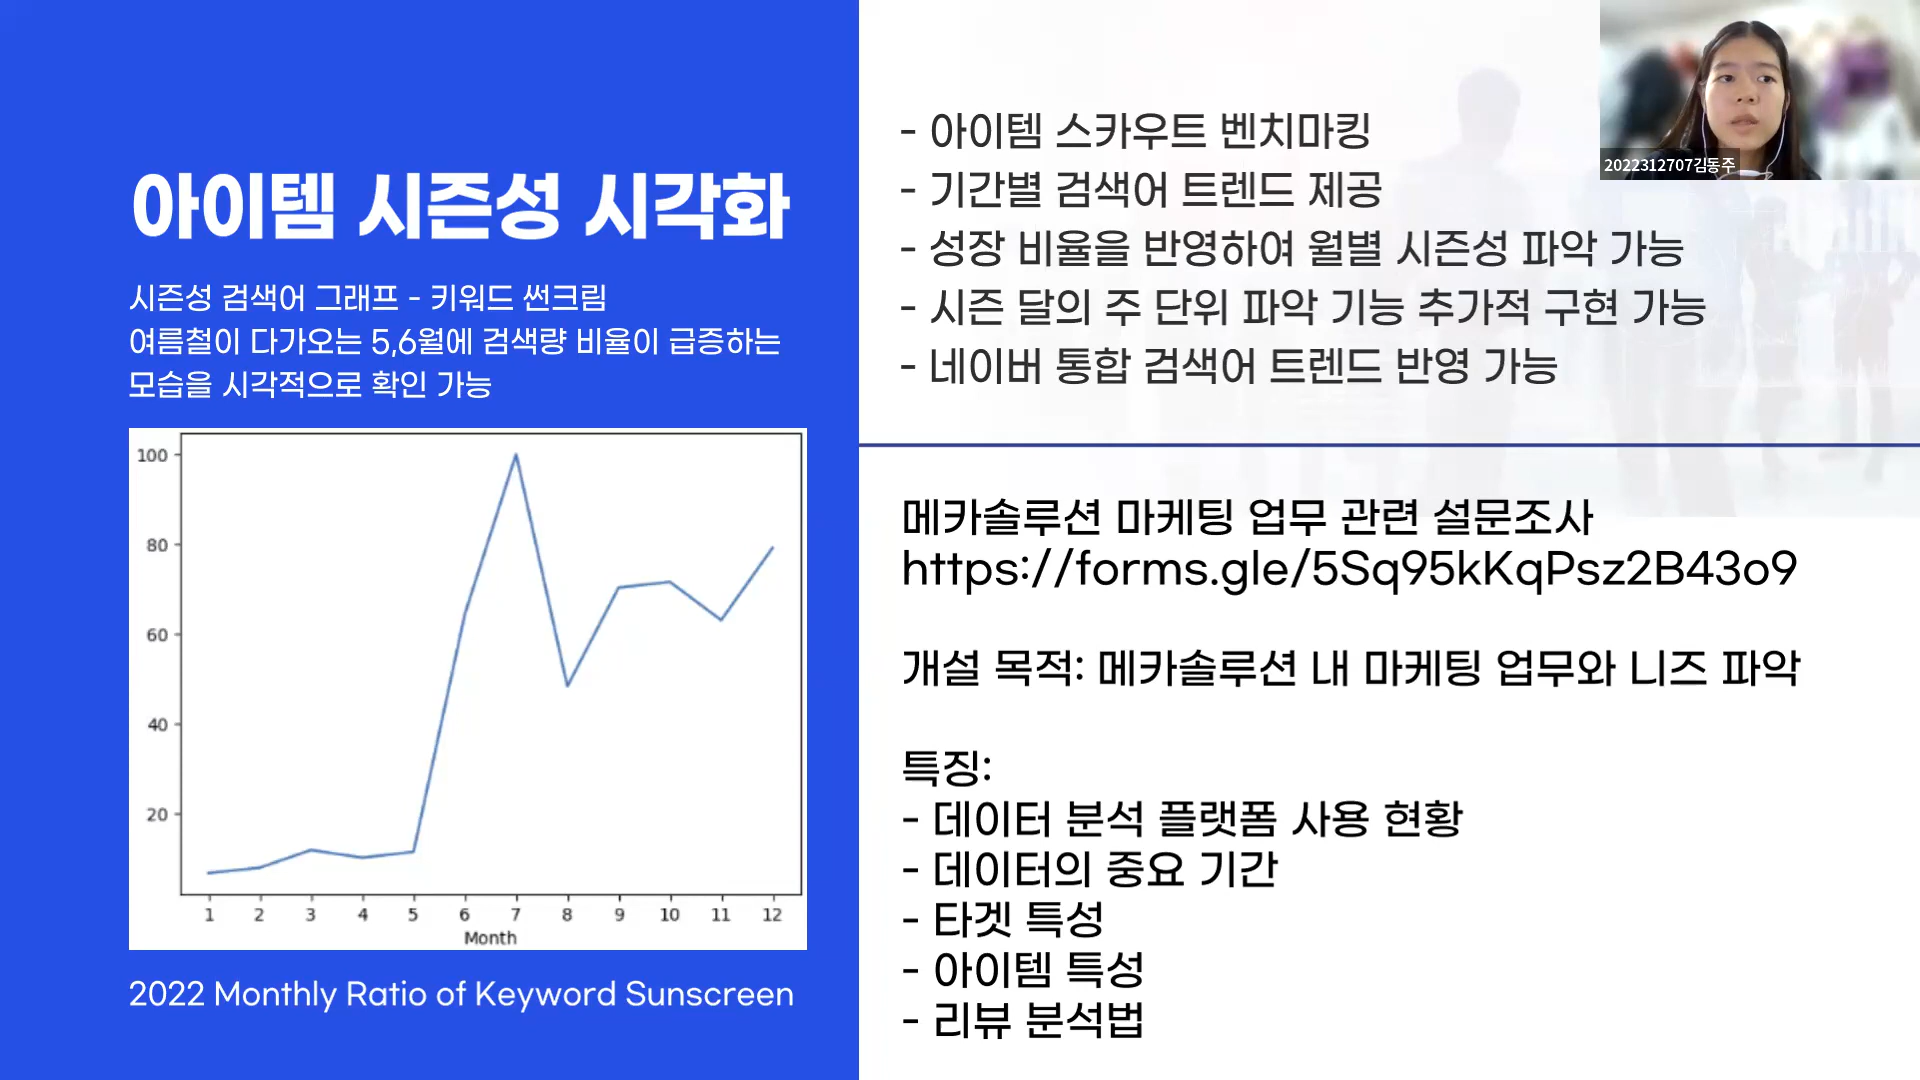 아이템 시즌성 시각화
시즌성 검색어 그래프 - 키워드 썬크림
여름철이 다가오는 5,6월에 검색량 비율이 급증하는
모습을 시각적으로 확인 가능
100
80
60
40
20
1 2 3 4 5 6 7 8 9 10 11 12
Month
2022 Monthly Ratio of Keyword Sunscreen
- 아이템 스카우트 벤치마킹
- 기간별 검색어 트렌드 제공
- 성장 비율을 반영하여 월별 시즌성 파악 가능
- 시즌 달의 주 단위 파악 기능 추가적 구현 가능
- 네이버 통합 검색어 트렌드 반영 가능
메카솔루션 마케팅 업무 관련 설문조사
https://forms.gle/5Sq95kKqPsz2B43o9
개설 목적: 메카솔루션 내 마케팅 업무와 니즈 파악
특징:
- 데이터 분석 플랫폼 사용 현황
- 데이터의 중요 기간
- 타겟 특성
- 아이템 특성
- 리뷰 분석법
2022312707김동주